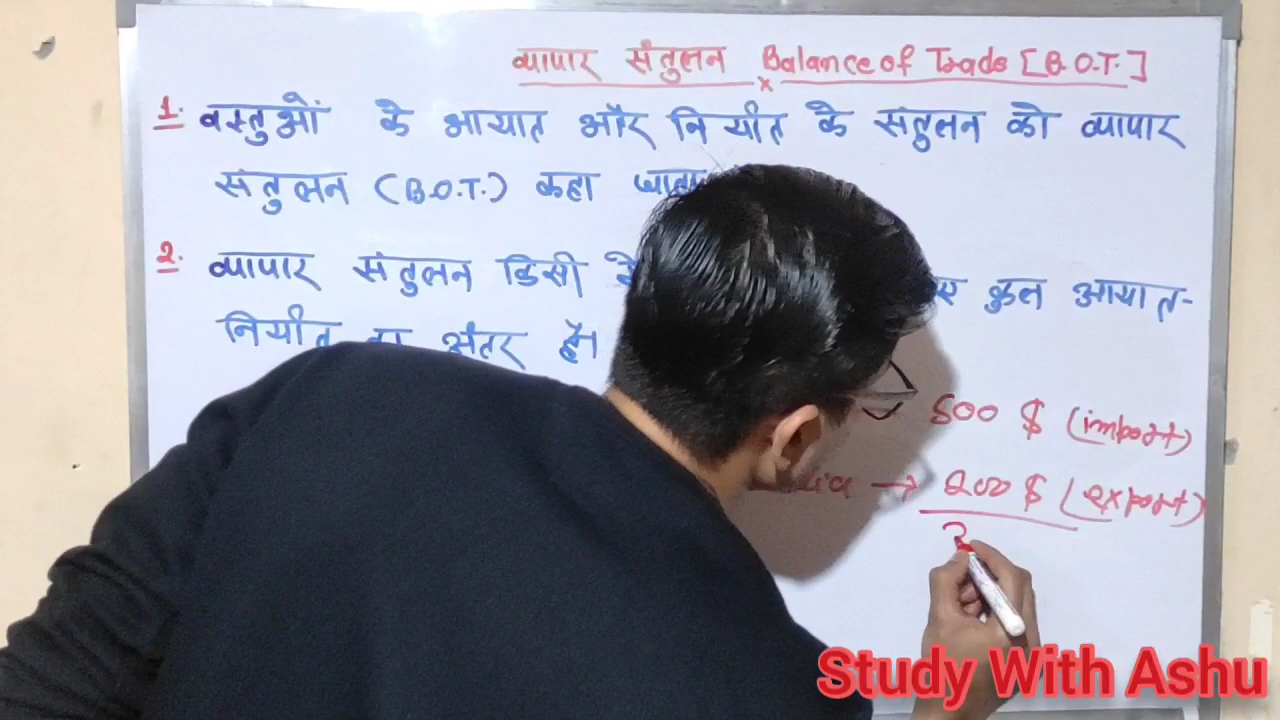 व्यापार संतुलन Balance of Trade [B.O.T.]
1. वस्तुओं के आयात और निर्यात के संतुलन को व्यापार
संतुलन (B.O.T.) कहा जाता
2. व्यापार संतुलन किसी कुल आयात-
निर्यात का अंतर है।
500 $ (import)
→ 200 $ (export)
3
Study With Ashu